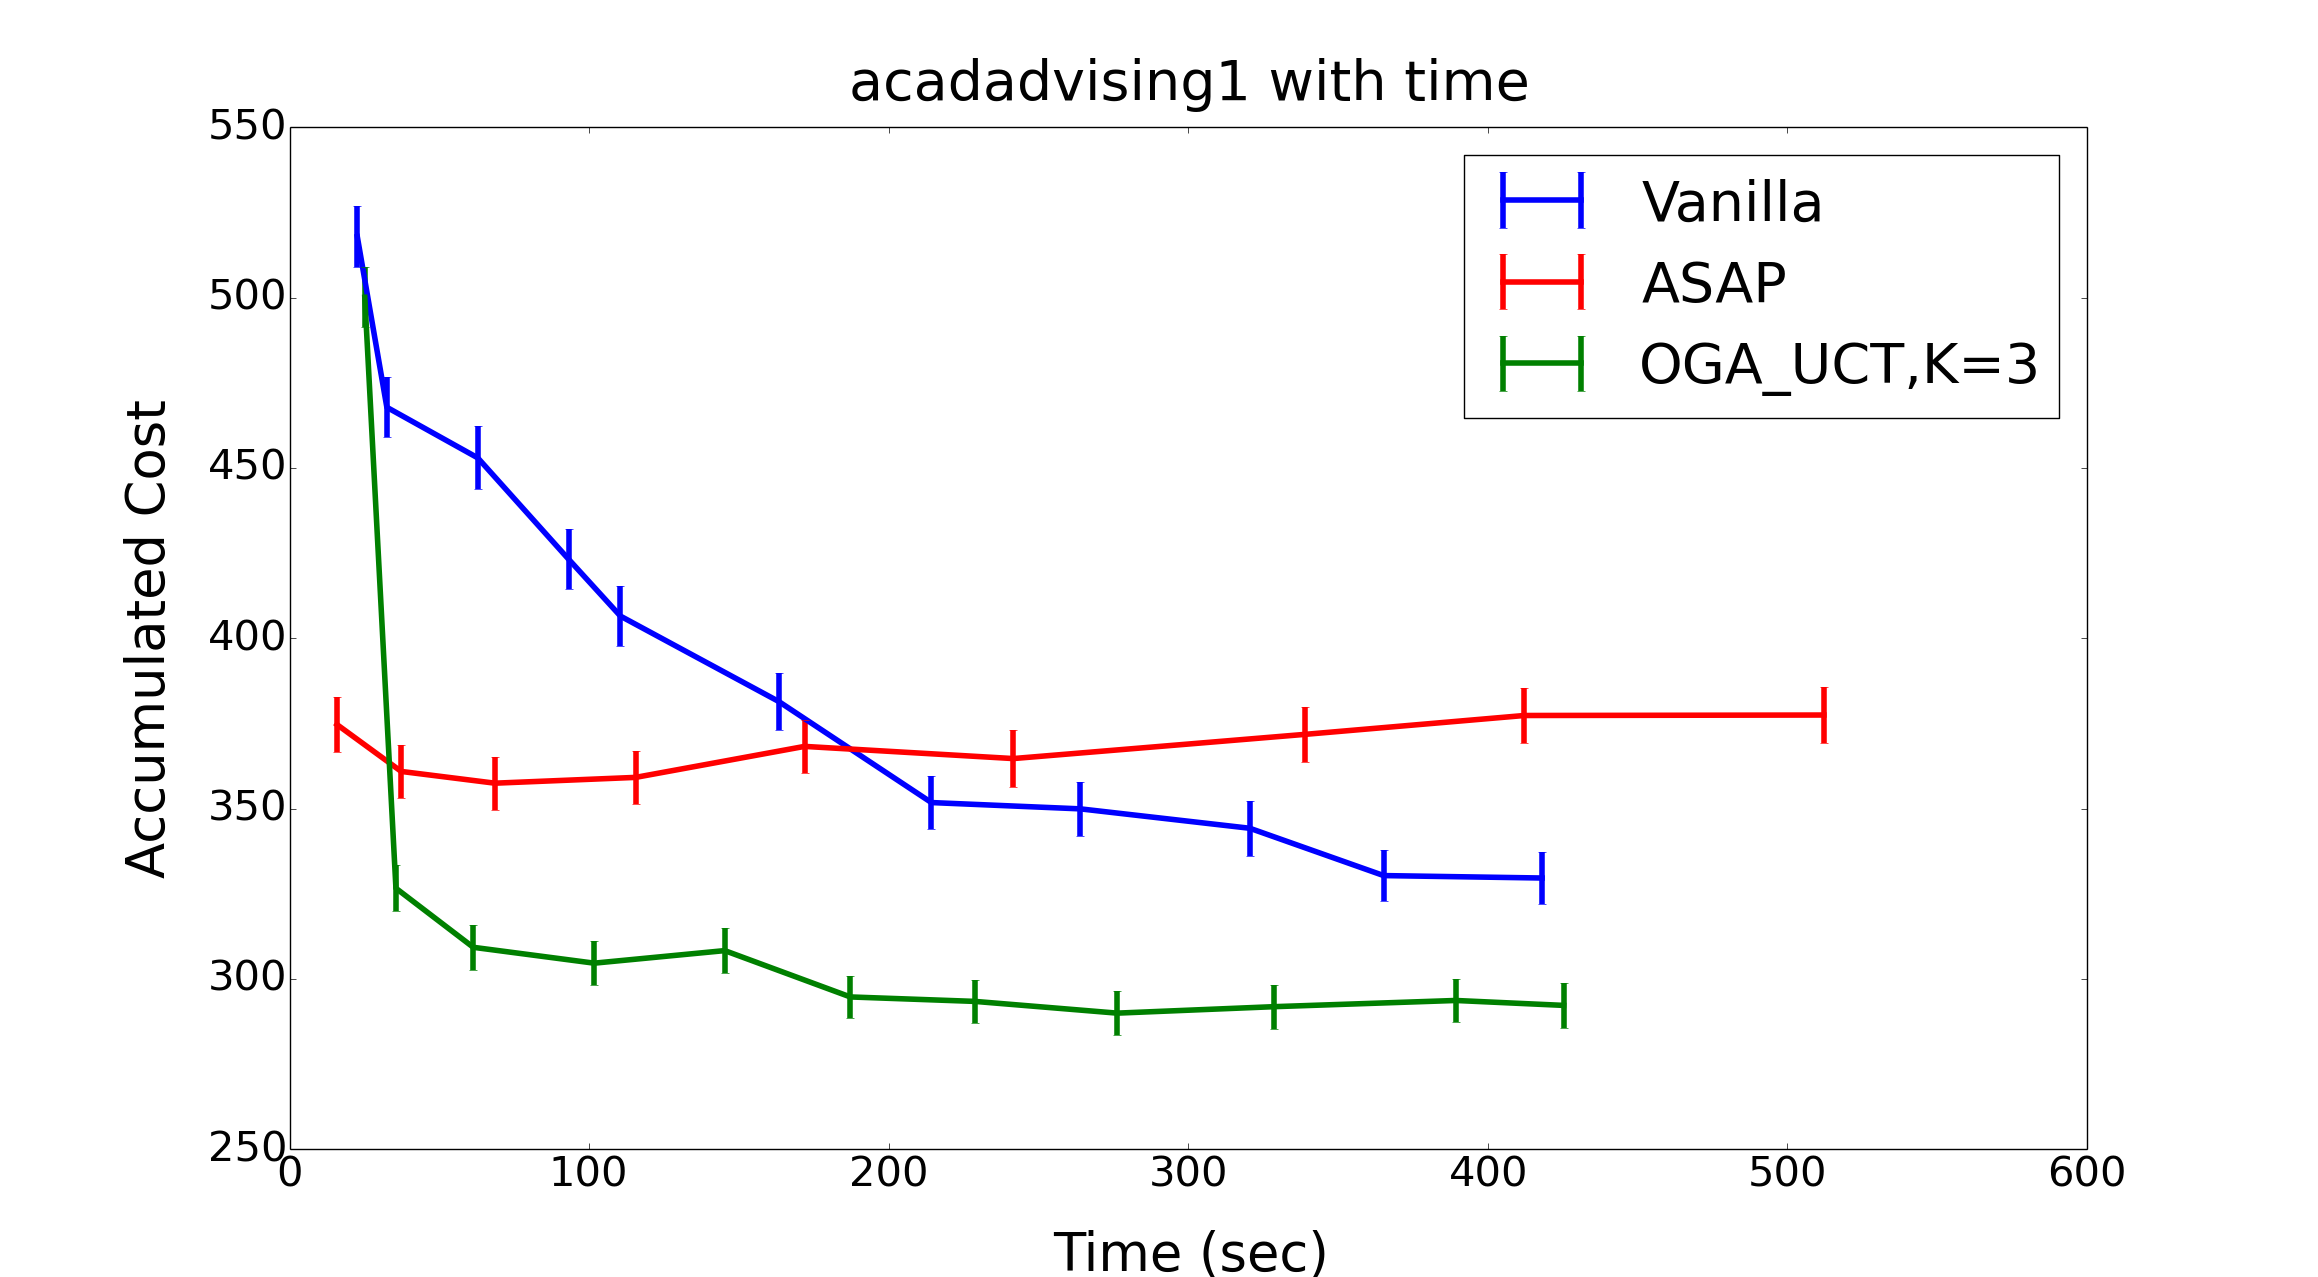 acadadvising1 with time
550
500
450
400
350
300
250
0 100 200 300 400 500 600
Accumulated Cost
Time (sec)
Vanilla
ASAP
OGA_UCT,K=3